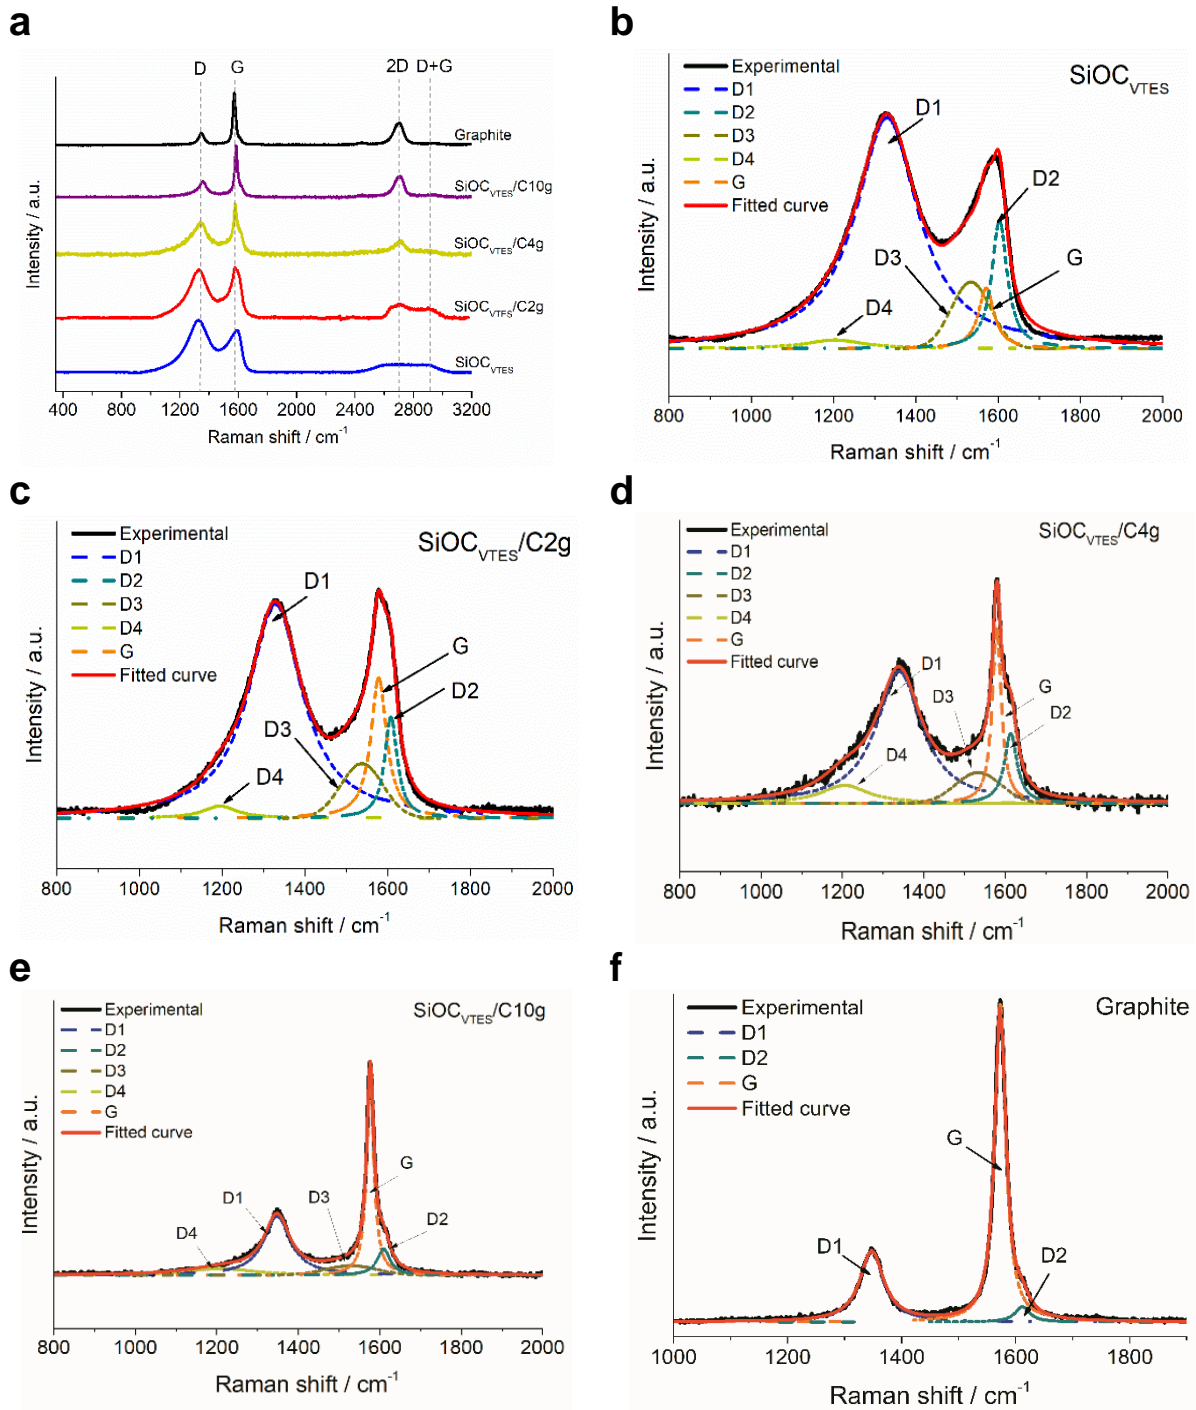 a
D G 2D D+G
Graphite
SiOC_VTES/C10g
SiOC_VTES/C4g
SiOC_VTES/C2g
SiOC_VTES
Intensity / a.u.
400 800 1200 1600 2000 2400 2800 3200
Raman shift / cm⁻¹
b
Experimental
D1
D2
D3
D4
G
Fitted curve
SiOC_VTES
D1
D2
D3
G
D4
Intensity / a.u.
800 1000 1200 1400 1600 1800 2000
Raman shift / cm⁻¹
c
Experimental
D1
D2
D3
D4
G
Fitted curve
SiOC_VTES/C2g
D1
G
D2
D3
D4
Intensity / a.u.
800 1000 1200 1400 1600 1800 2000
Raman shift / cm⁻¹
d
Experimental
D1
D2
D3
D4
G
Fitted curve
SiOC_VTES/C4g
D1
D3
G
D2
D4
Intensity / a.u.
800 1000 1200 1400 1600 1800 2000
Raman shift / cm⁻¹
e
Experimental
D1
D2
D3
D4
G
Fitted curve
SiOC_VTES/C10g
G
D1
D3
D2
D4
Intensity / a.u.
800 1000 1200 1400 1600 1800 2000
Raman shift / cm⁻¹
f
Experimental
D1
D2
G
Fitted curve
Graphite
G
D1
D2
Intensity / a.u.
1000 1200 1400 1600 1800
Raman shift / cm⁻¹